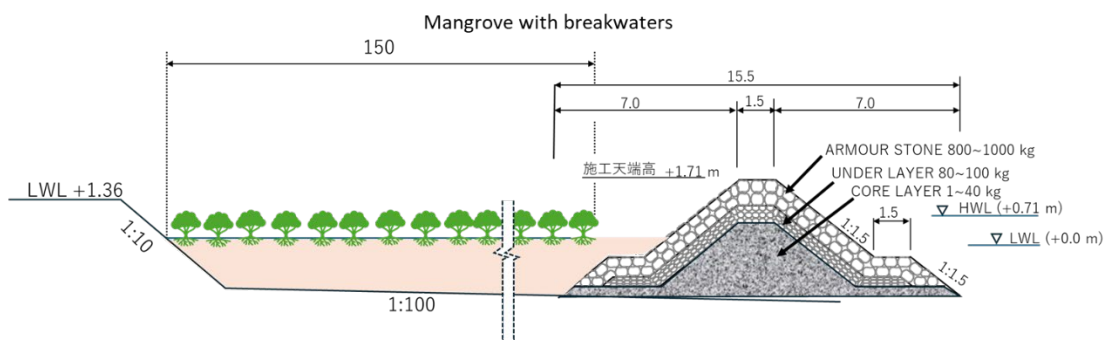 Mangrove with breakwaters
150
15.5
7.0
1.5
7.0
ARMOUR STONE 800~1000 kg
施工天端高 +1.71 m
UNDER LAYER 80~100 kg
CORE LAYER 1~40 kg
LWL +1.36
HWL (+0.71 m)
1.5
1:10
1:1.5
LWL (+0.0 m)
1:1.5
1:100